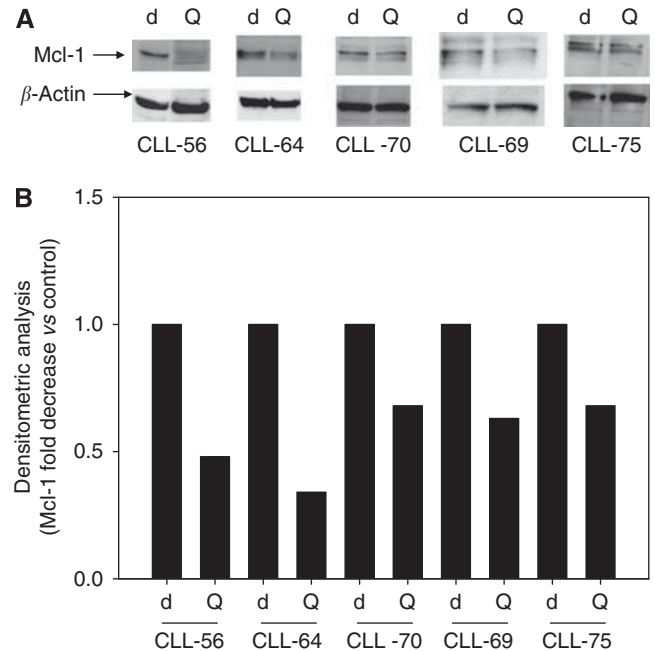 A
d Q d Q d Q d Q d Q
Mcl-1
β-Actin
CLL-56 CLL-64 CLL -70 CLL-69 CLL-75
B
Densitometric analysis
(Mcl-1 fold decrease vs control)
1.5
1.0
0.5
0.0
d Q d Q d Q d Q d Q
CLL-56 CLL-64 CLL -70 CLL-69 CLL-75